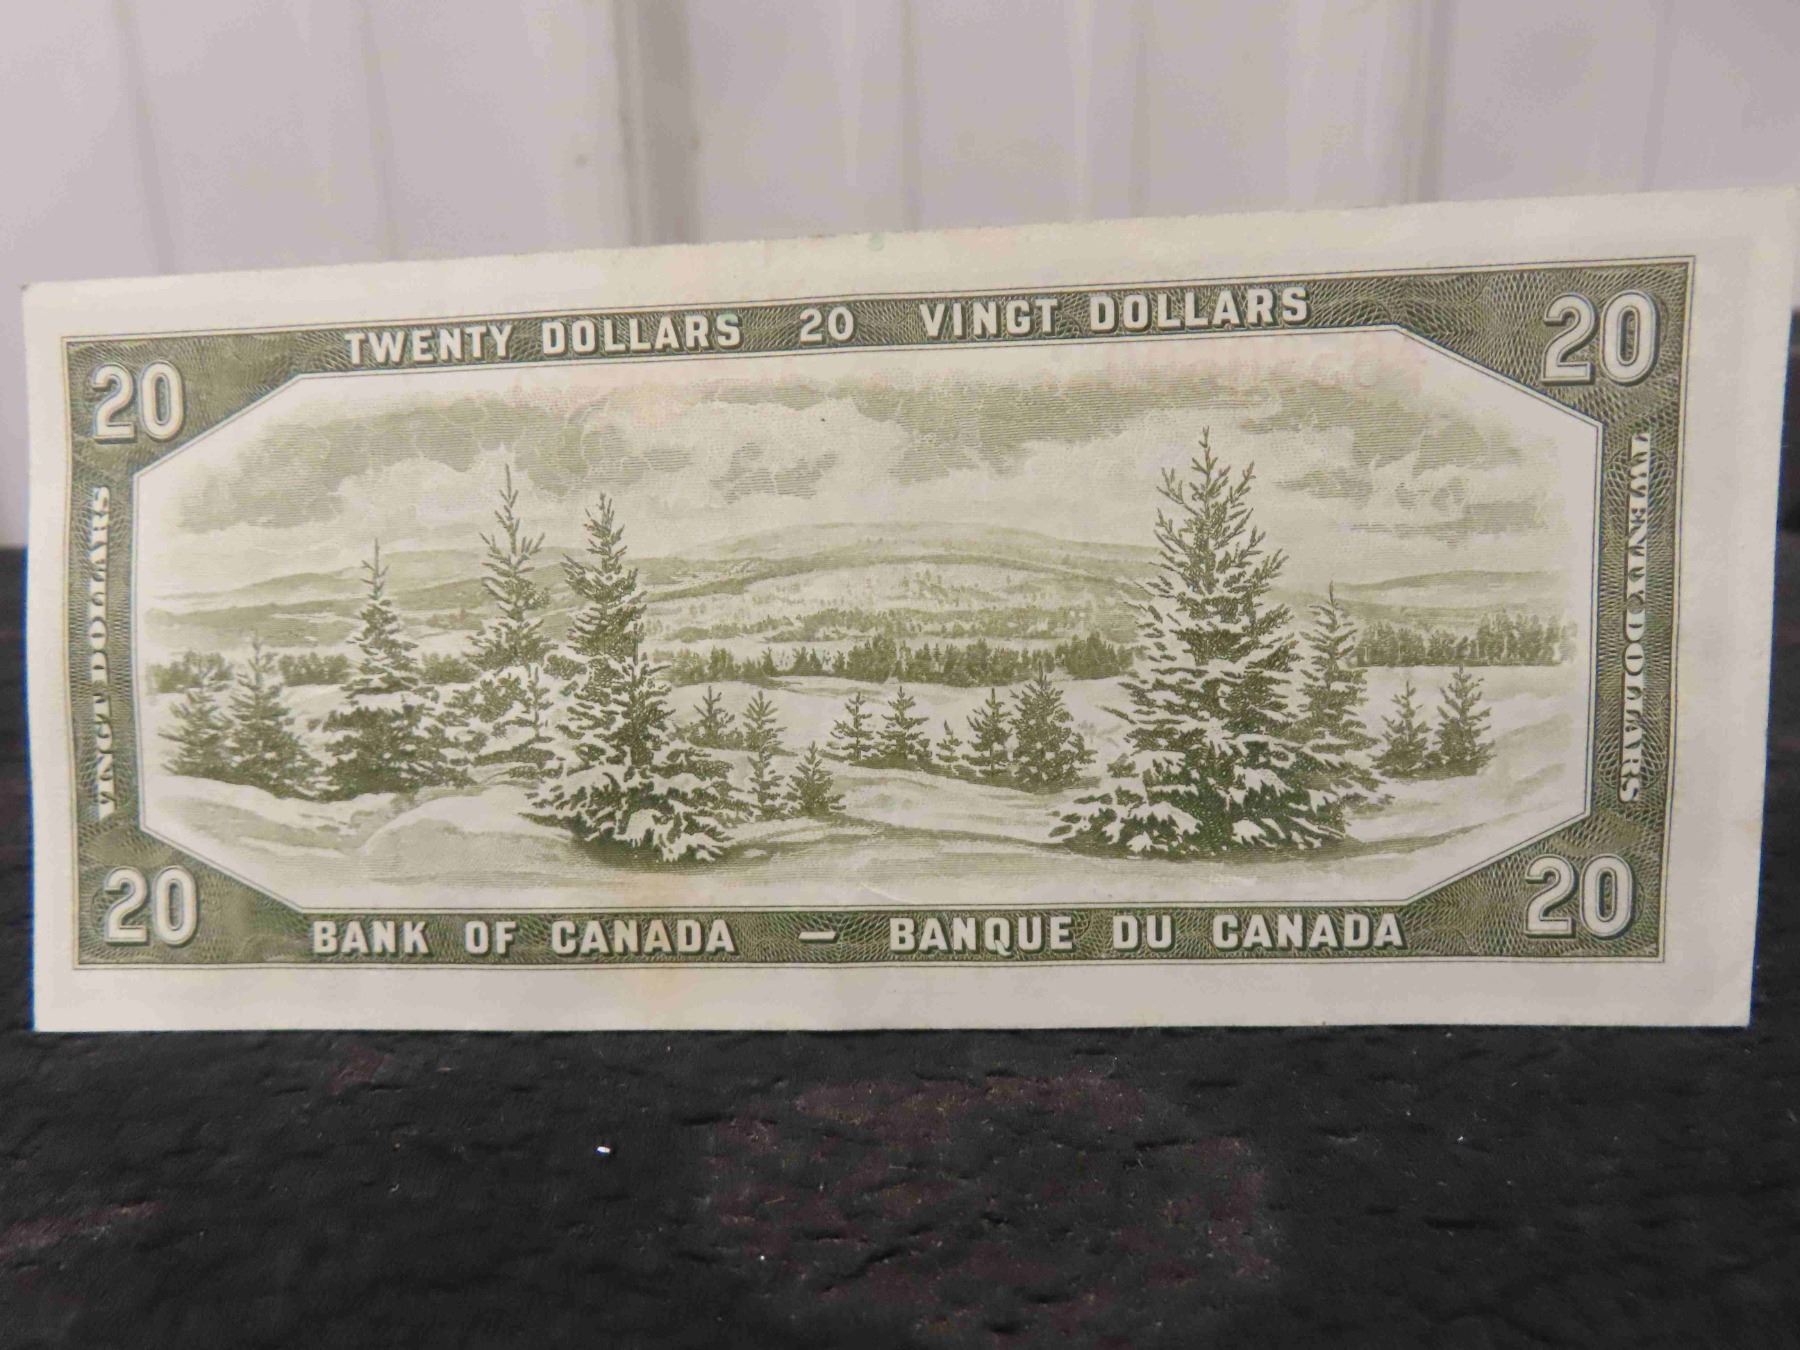 TWENTY DOLLARS 20 VINGT DOLLARS
20
20
VINGT DOLLARS
TWENTY DOLLARS
20
20
BANK OF CANADA – BANQUE DU CANADA